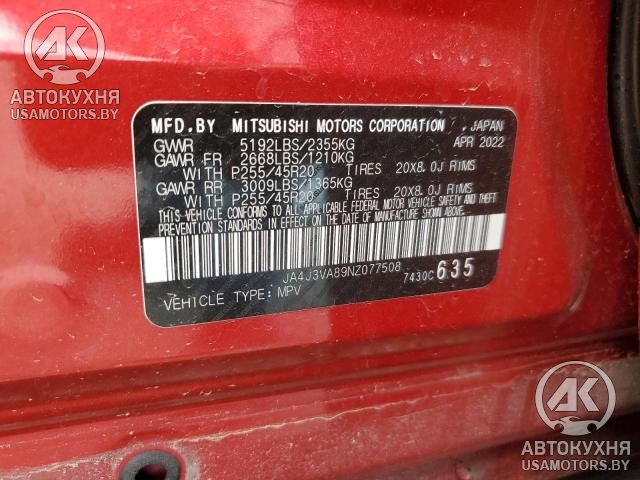 AK
АВТОКУХНЯ
USAMOTORS.BY
MFD.BY MITSUBISHI MOTORS CORPORATION ,JAPAN
GVWR 5192LBS/2355KG APR 2022
GAWR FR 2668LBS/1210KG
WITH P255/45R20 TIRES 20X8.0J RIMS
GAWR RR 3009LBS/1365KG
WITH P255/45R20 TIRES 20X8.0J RIMS
THIS VEHICLE CONFORMS TO ALL APPLICABLE FEDERAL MOTOR VEHICLE SAFETY AND THEFT
PREVENTION STANDARDS IN EFFECT ON THE DATE OF MANUFACTURE SHOWN ABOVE.
JA4J3VA89NZ077508
7430C 635
VEHICLE TYPE: MPV
AK
АВТОКУХНЯ
USAMOTORS.BY